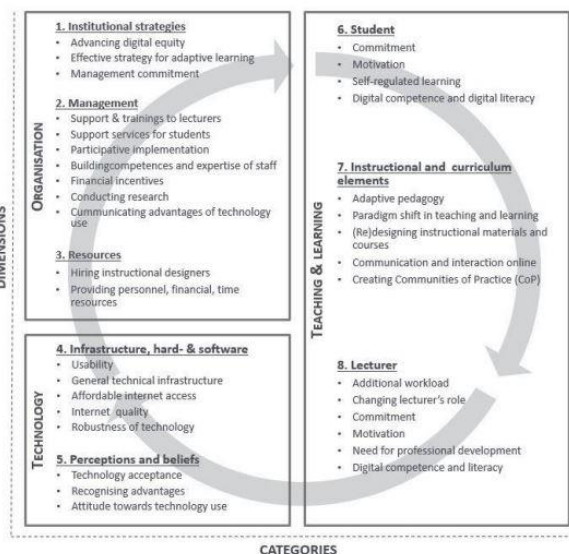 DIMENSIONS
ORGANISATION
1. Institutional strategies
• Advancing digital equity
• Effective strategy for adaptive learning
• Management commitment
2. Management
• Support & trainings to lecturers
• Support services for students
• Participative implementation
• Buildingcompetences and expertise of staff
• Financial incentives
• Conducting research
• Cummunicating advantages of technology
use
3. Resources
• Hiring instructional designers
• Providing personnel, financial, time
resources
TECHNOLOGY
4. Infrastructure, hard- & software
• Usability
• General technical infrastructure
• Affordable internet access
• Internet quality
• Robustness of technology
5. Perceptions and beliefs
• Technology acceptance
• Recognising advantages
• Attitude towards technology use
TEACHING & LEARNING
6. Student
• Commitment
• Motivation
• Self-regulated learning
• Digital competence and digital literacy
7. Instructional and curriculum
elements
• Adaptive pedagogy
• Paradigm shift in teaching and learning
• (Re)designing instructional materials and
courses
• Communication and interaction online
• Creating Communities of Practice (CoP)
8. Lecturer
• Additional workload
• Changing lecturer's role
• Commitment
• Motivation
• Need for professional development
• Digital competence and literacy
CATEGORIES